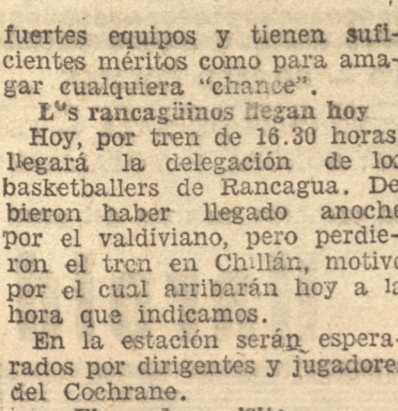 fuertes equipos y tienen sufi-
cientes méritos como para ama-
gar cualquiera "chance".
Los rancagüinos llegan hoy
Hoy, por tren de 16.30 horas
llegará la delegación de los
basketballers de Rancagua. De
bieron haber llegado anoche
por el valdiviano, pero perdie-
ron el tren en Chillán, motivo
por el cual arribarán hoy a la
hora que indicamos.
En la estación serán espera-
rados por dirigentes y jugadore
del Cochrane.